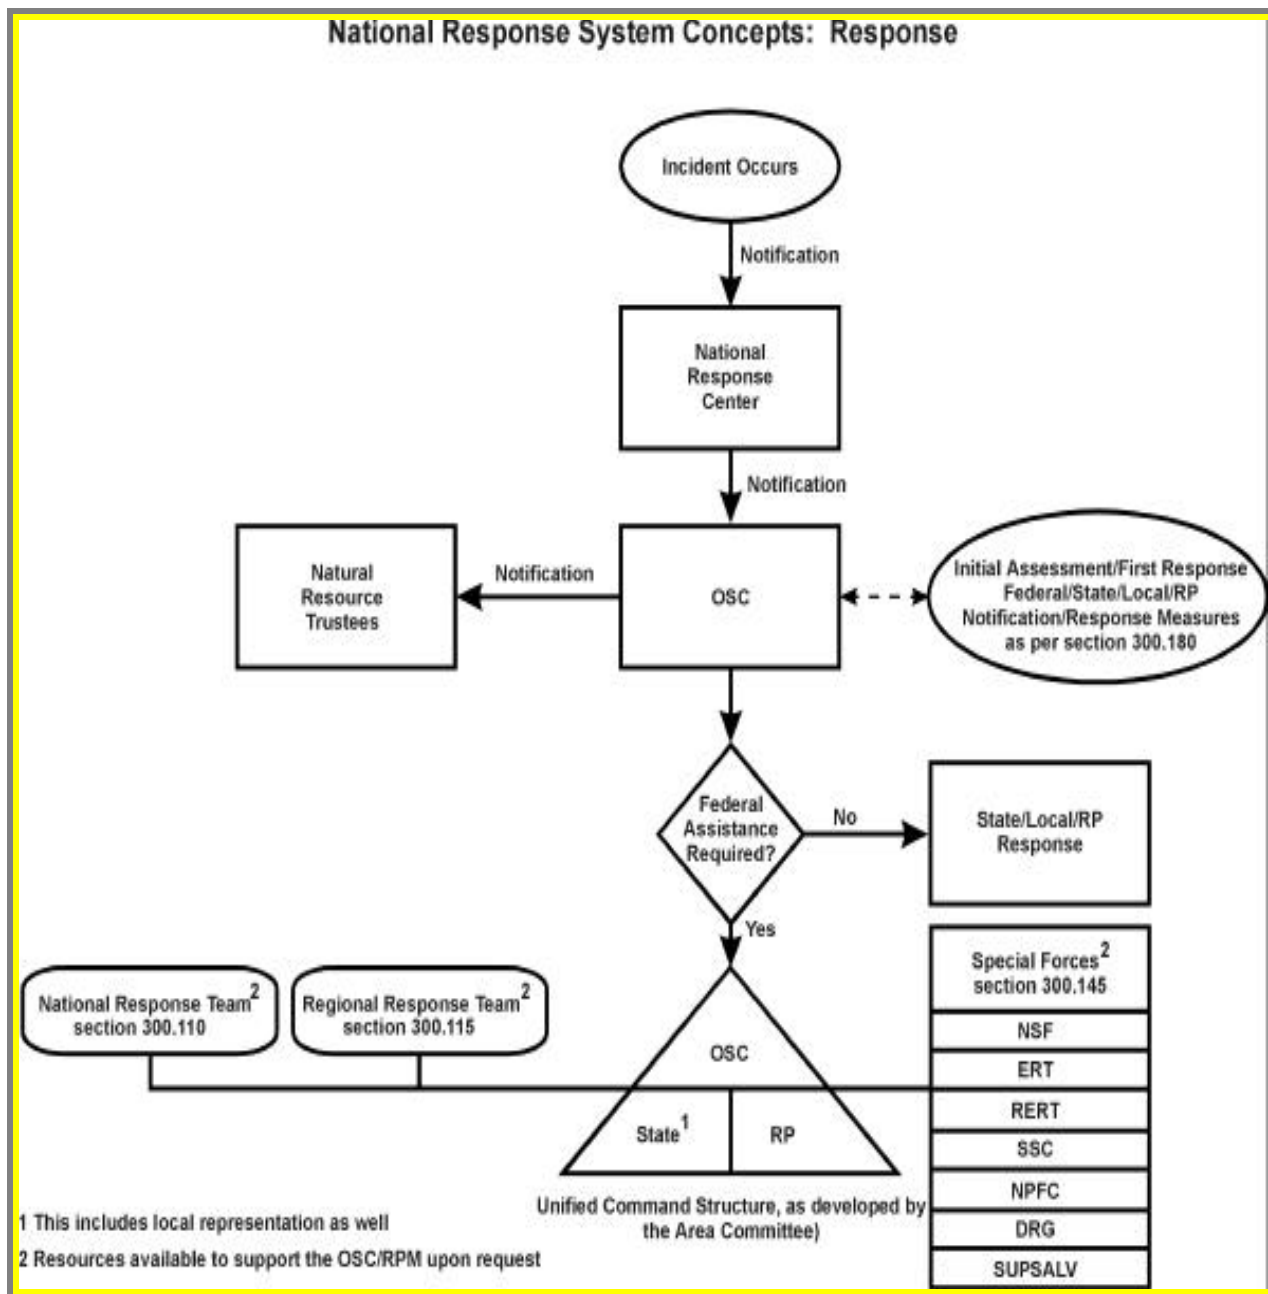 National Response System Concepts:  Response
Incident Occurs
Notification
National
Response
Center
Notification
Natural
Resource
Trustees
Notification
OSC
Initial Assessment/First Response
Federal/State/Local/RP
Notification/Response Measures
as per section 300.180
Federal
Assistance
Required?
No
State/Local/RP
Response
Yes
National Response Team2
section 300.110
Regional Response Team2
section 300.115
OSC
State1
RP
Unified Command Structure, as developed by
the Area Committee)
Special Forces2
section 300.145
NSF
ERT
RERT
SSC
NPFC
DRG
SUPSALV
1 This includes local representation as well
2 Resources available to support the OSC/RPM upon request